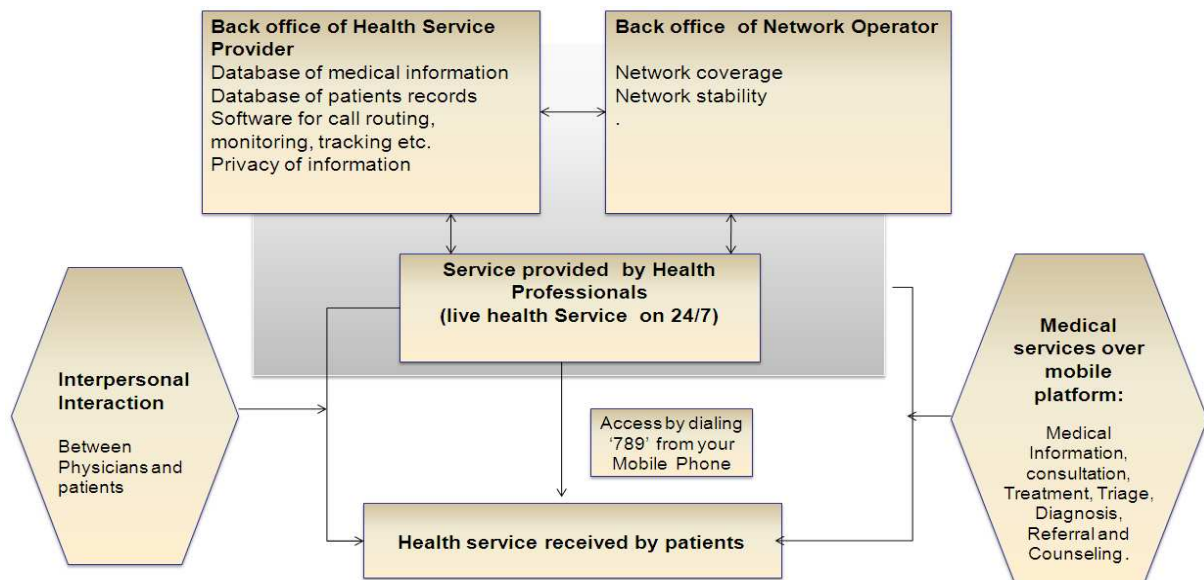 Back office of Health Service
Provider
Database of medical information
Database of patients records
Software for call routing,
monitoring, tracking etc.
Privacy of information
Back office of Network Operator
Network coverage
Network stability
.
Service provided by Health
Professionals
(live health Service on 24/7)
Interpersonal
Interaction
Between
Physicians and
patients
Access by dialing
‘789’ from your
Mobile Phone
Medical
services over
mobile
platform:
Medical
Information,
consultation,
Treatment, Triage,
Diagnosis,
Referral and
Counseling .
Health service received by patients